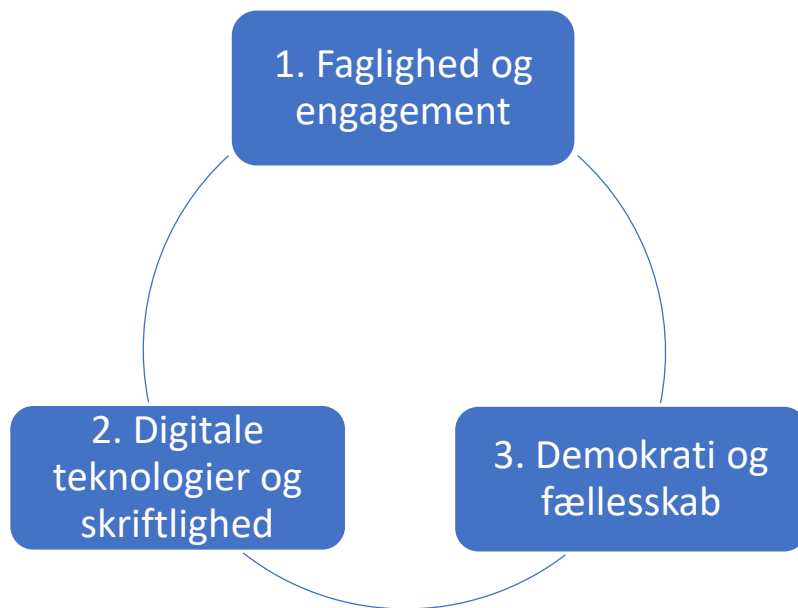 1. Faglighed og
engagement
2. Digitale
teknologier og
skriftlighed
3. Demokrati og
fællesskab